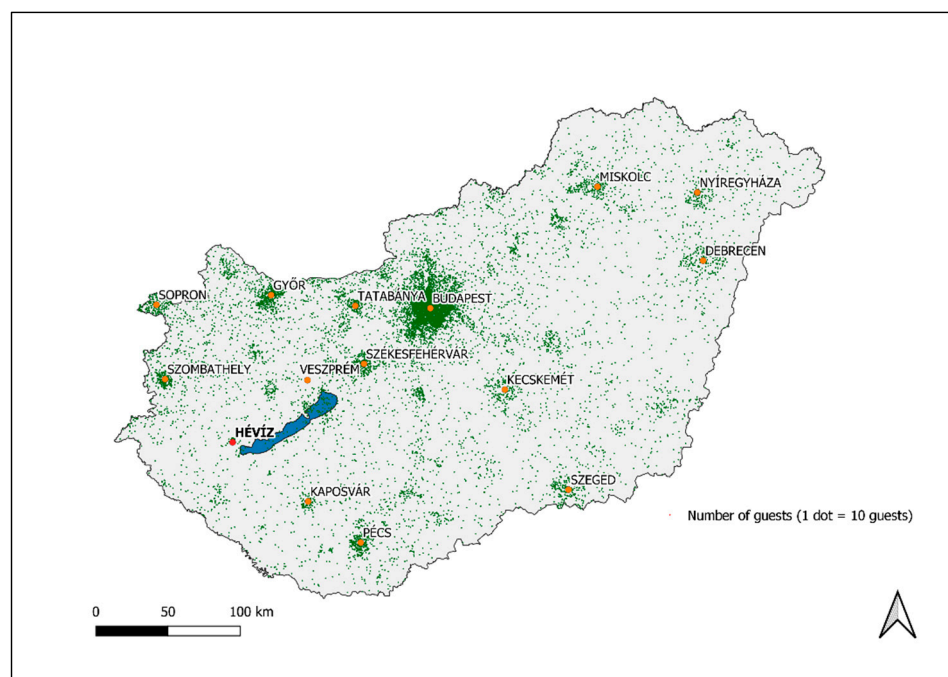 MISKOLC
NYÍREGYHÁZA
DEBRECEN
GYŐR
SOPRON
TATABÁNYA
BUDAPEST
SZÉKESFEHÉRVÁR
SZOMBATHELY
VESZPRÉM
KECSKEMÉT
HÉVÍZ
SZEGED
KAPOSVÁR
Number of guests (1 dot = 10 guests)
PÉCS
0 50 100 km